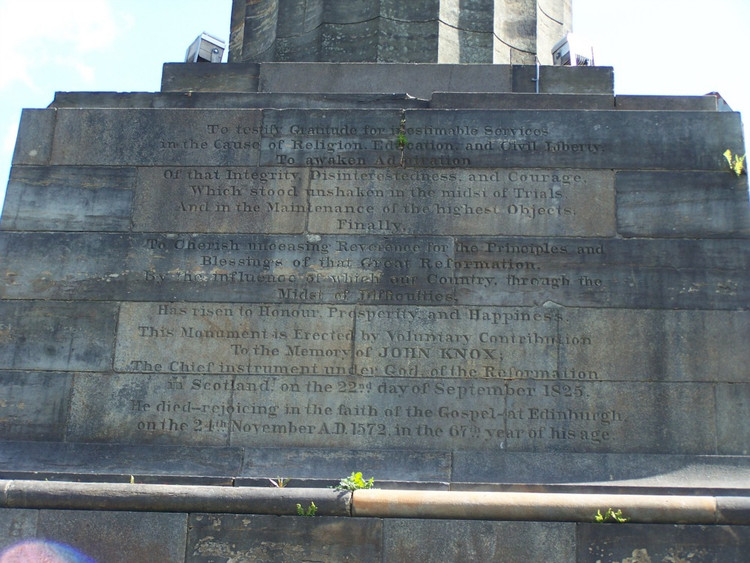 To testify Gratitude for inestimable Services
in the Cause of Religion, Education, and Civil Liberty,
To awaken Admiration
Of that Integrity, Disinterestedness, and Courage,
Which stood unshaken in the midst of Trials
And in the Maintenance of the highest Objects.
Finally,
To Cherish unceasing Reverence for the Principles and
Blessings of that Great Reformation,
By the influence of which our Country, through the
Midst of Difficulties,
Has risen to Honour, Prosperity, and Happiness.
This Monument is Erected by Voluntary Contribution
To the Memory of JOHN KNOX;
The Chief instrument under God, of the Reformation
in Scotland, on the 22nd day of September 1825.
He died—rejoicing in the faith of the Gospel—at Edinburgh,
on the 24th November A.D. 1572, in the 67th year of his age